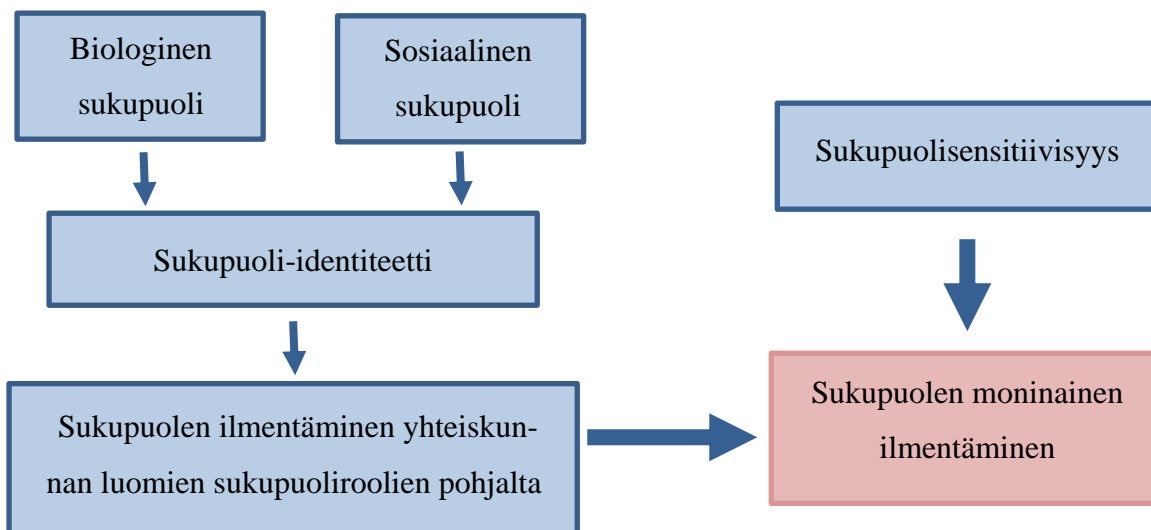 Biologinen
sukupuoli
Sosiaalinen
sukupuoli
Sukupuolisensitiivisyys
Sukupuoli-identiteetti
Sukupuolen ilmentäminen yhteiskun-
nan luomien sukupuoliroolien pohjalta
Sukupuolen moninainen
ilmentäminen